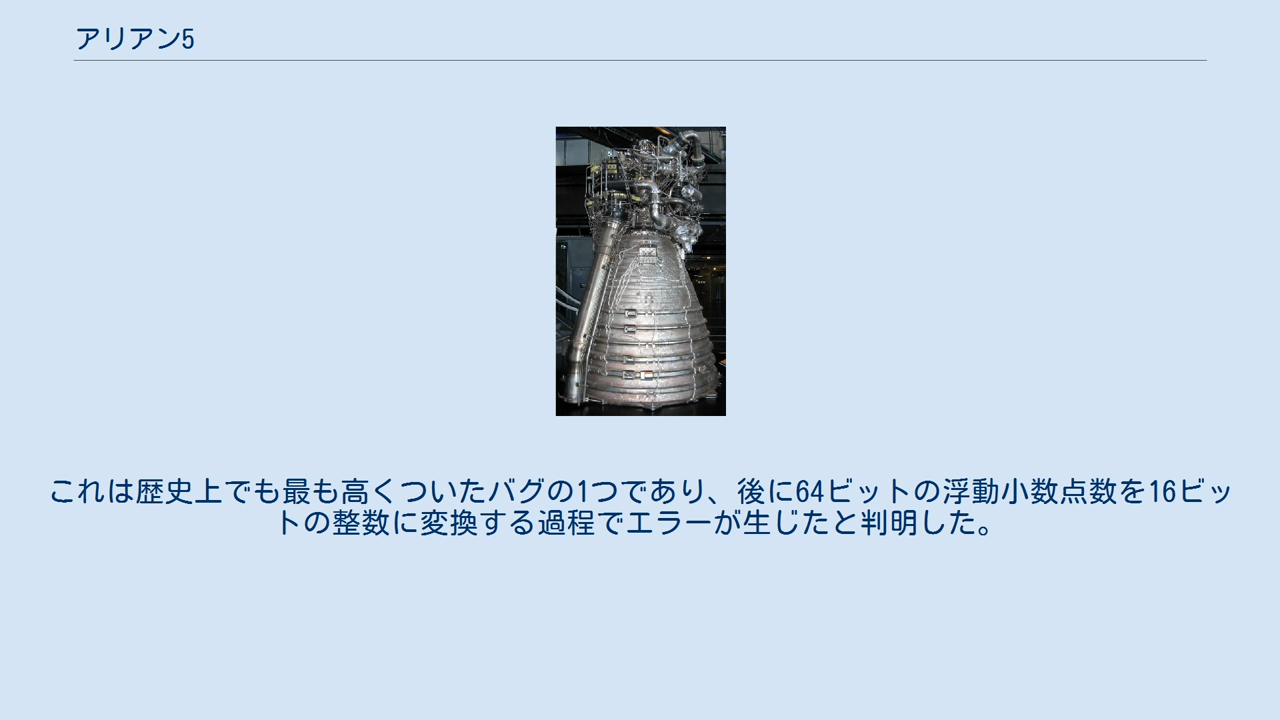 アリアン5
これは歴史上でも最も高くついたバグの1つであり、後に64ビットの浮動小数点数を16ビッ
トの整数に変換する過程でエラーが生じたと判明した。